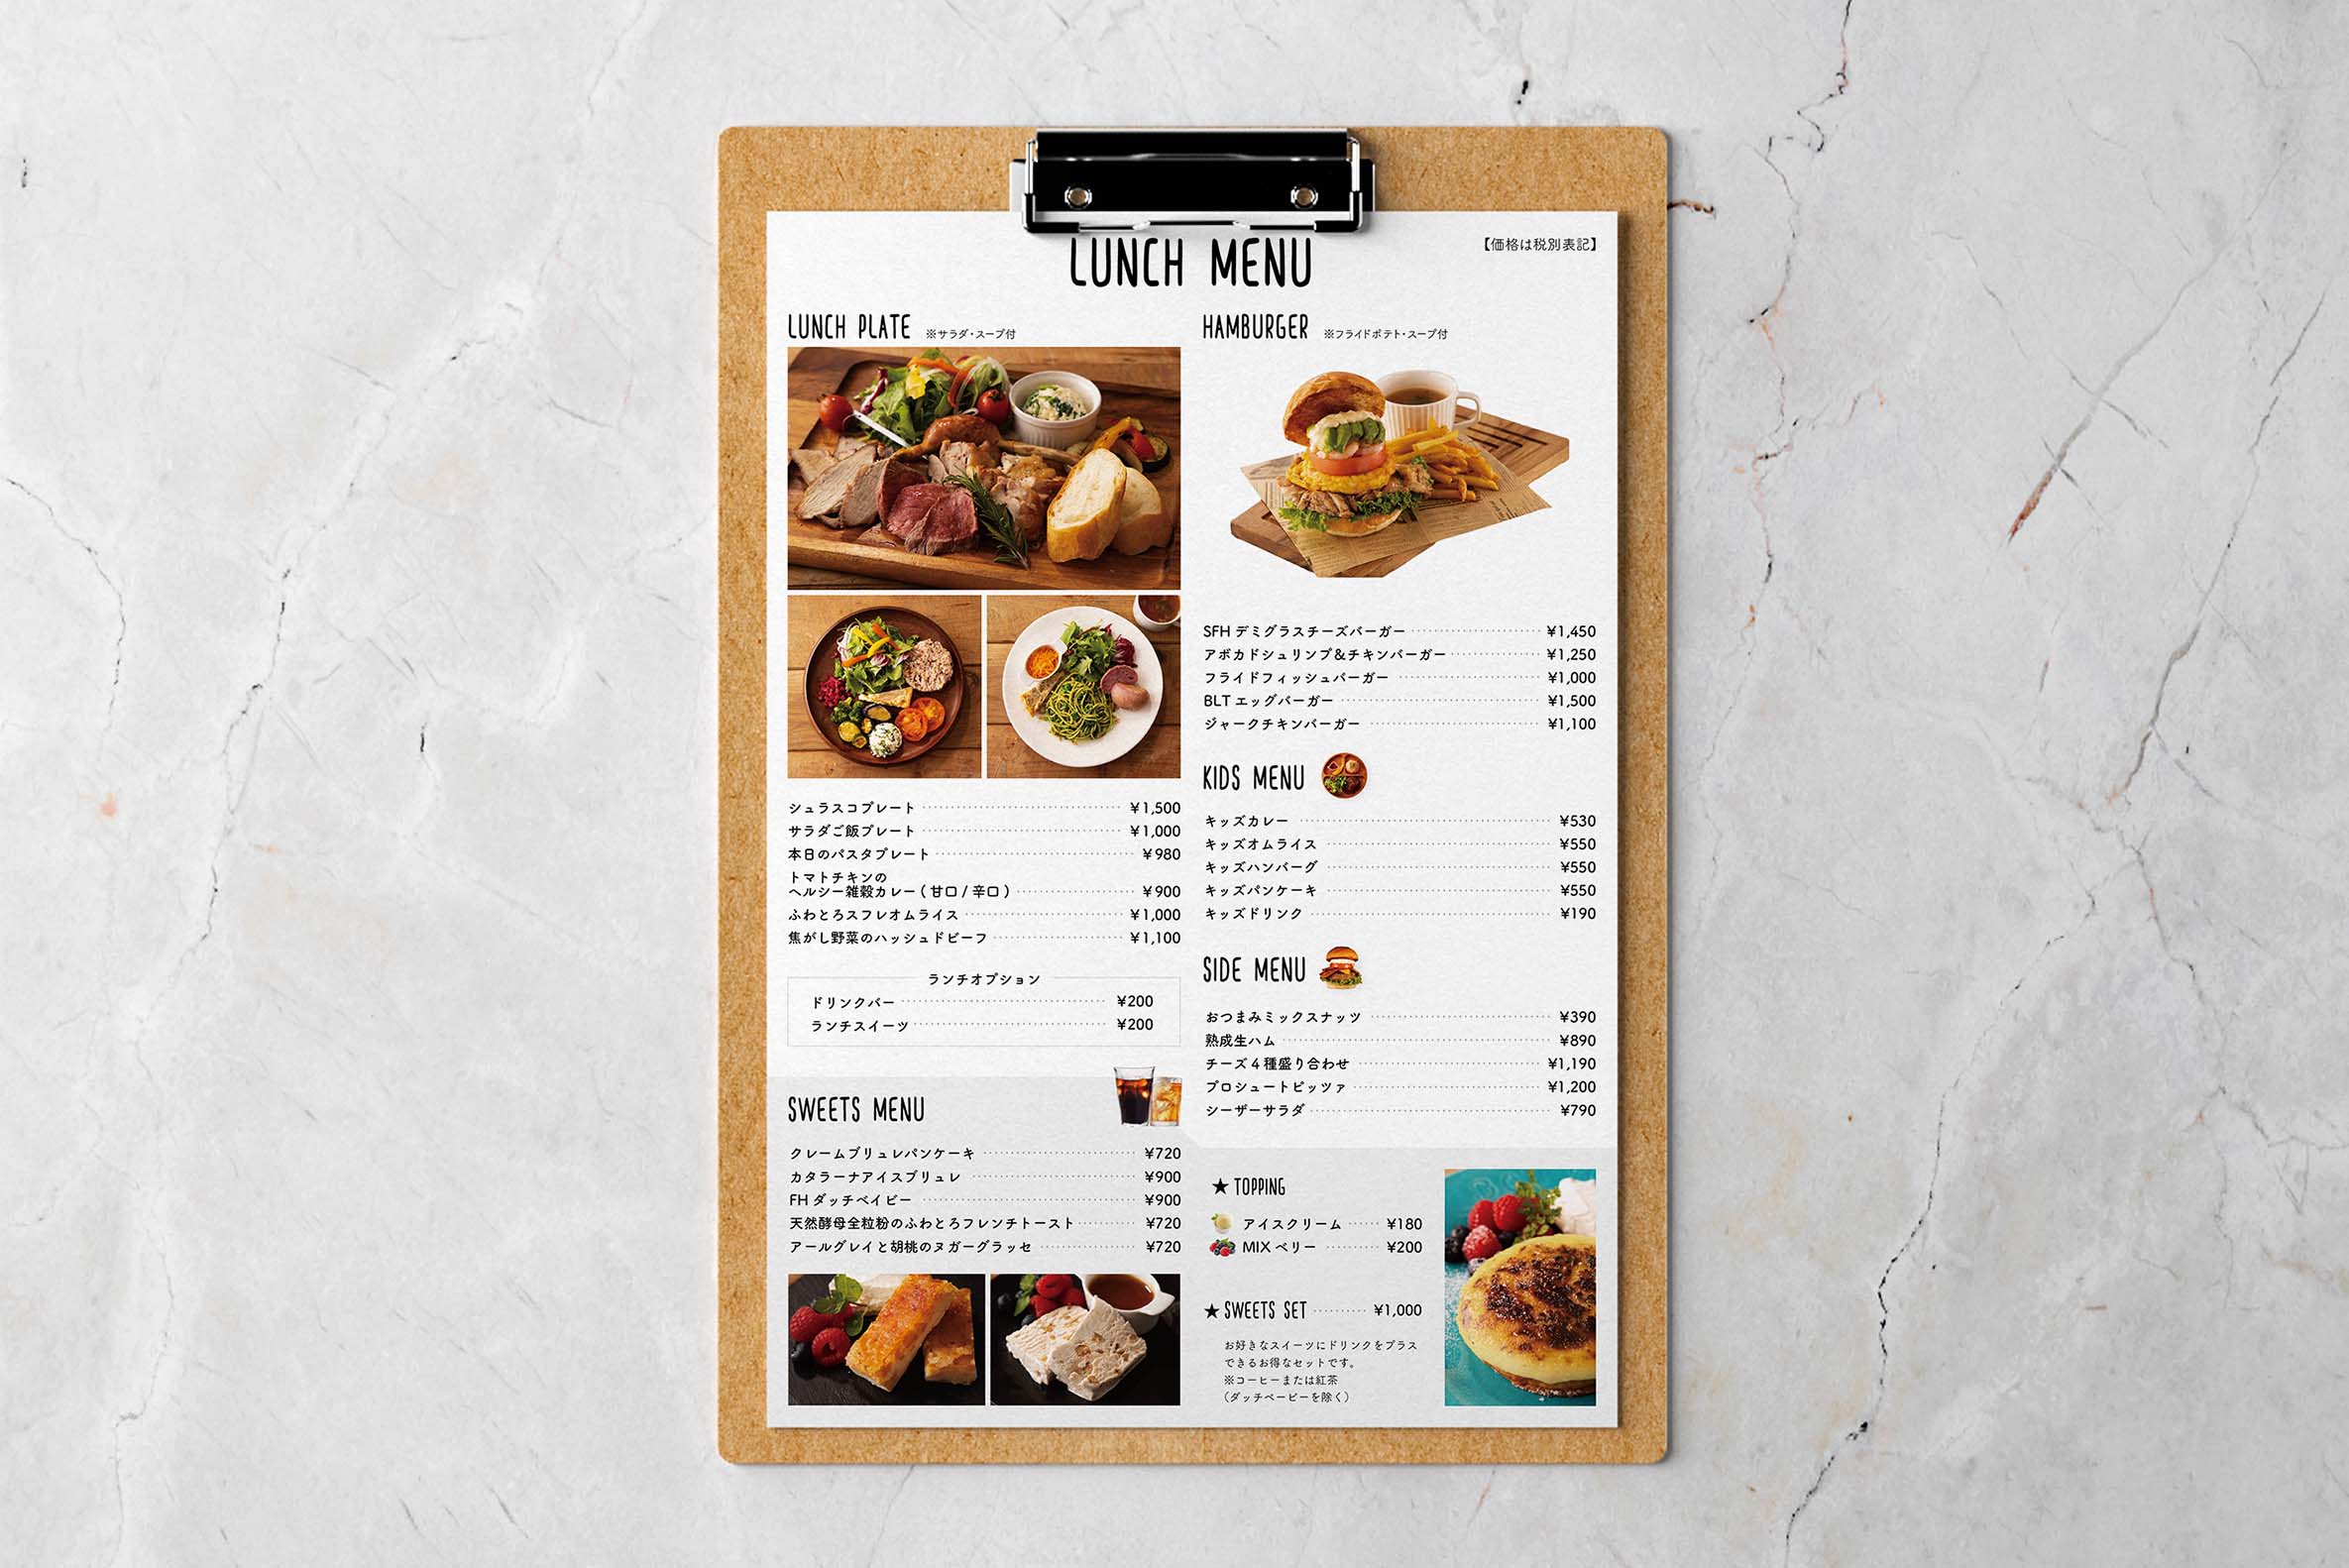 LUNCH MENU
【価格は税別表記】
LUNCH PLATE ※サラダ・スープ付
シュラスコプレート ¥1,500
サラダご飯プレート ¥1,000
本日のパスタプレート ¥980
トマトチキンの
ヘルシー雑穀カレー（甘口/辛口） ¥900
ふわとろスフレオムライス ¥1,000
焦がし野菜のハッシュドビーフ ¥1,100
ランチオプション
ドリンクバー ¥200
ランチスイーツ ¥200
SWEETS MENU
クレームブリュレパンケーキ ¥720
カタラーナアイスブリュレ ¥900
FHダッチベイビー ¥900
天然酵母全粒粉のふわとろフレンチトースト ¥720
アールグレイと胡桃のヌガーグラッセ ¥720
HAMBURGER ※フライドポテト・スープ付
SFHデミグラスチーズバーガー ¥1,450
アボカドシュリンプ&チキンバーガー ¥1,250
フライドフィッシュバーガー ¥1,000
BLTエッグバーガー ¥1,500
ジャークチキンバーガー ¥1,100
KIDS MENU
キッズカレー ¥530
キッズオムライス ¥550
キッズハンバーグ ¥550
キッズパンケーキ ¥550
キッズドリンク ¥190
SIDE MENU
おつまみミックスナッツ ¥390
熟成生ハム ¥890
チーズ4種盛り合わせ ¥1,190
プロシュートピッツァ ¥1,200
シーザーサラダ ¥790
★TOPPING
アイスクリーム ¥180
MIXベリー ¥200
★SWEETS SET ¥1,000
お好きなスイーツにドリンクをプラス
できるお得なセットです。
※コーヒーまたは紅茶
（ダッチベービーを除く）